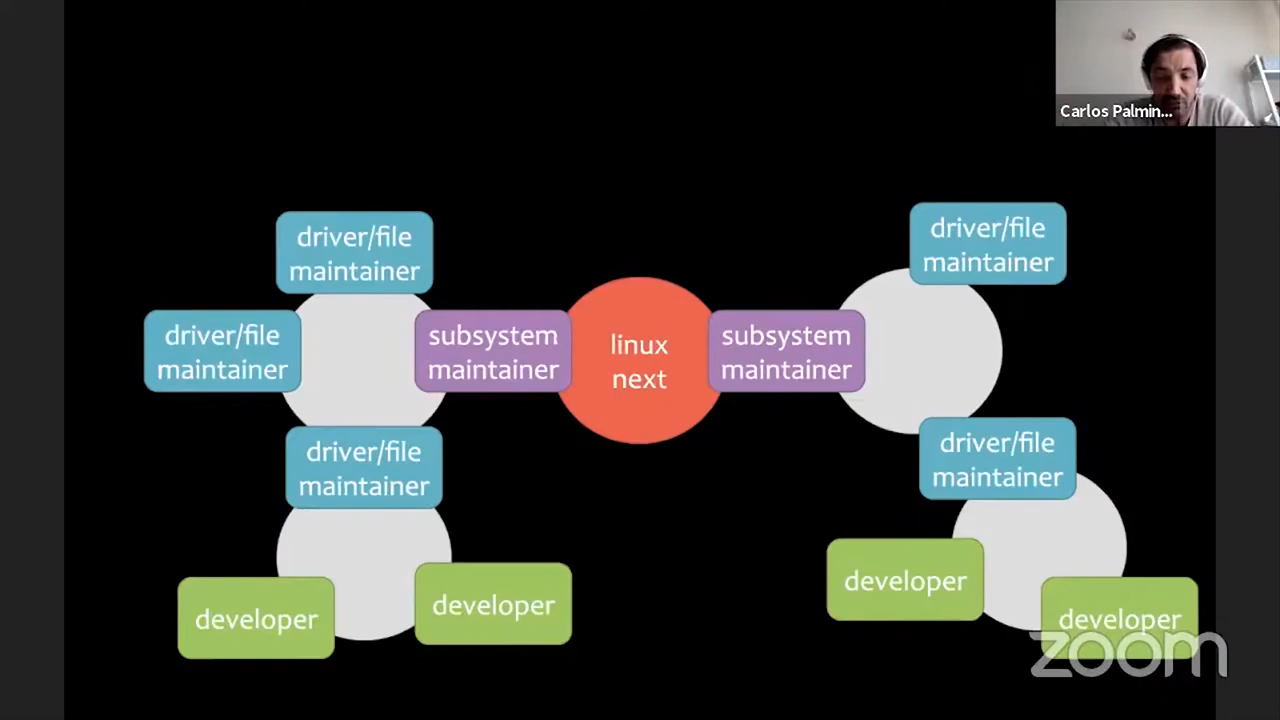 Carlos Palmin...
driver/file
maintainer
driver/file
maintainer
driver/file
maintainer
subsystem
maintainer
linux
next
subsystem
maintainer
driver/file
maintainer
driver/file
maintainer
developer
developer
developer
developer
zoom